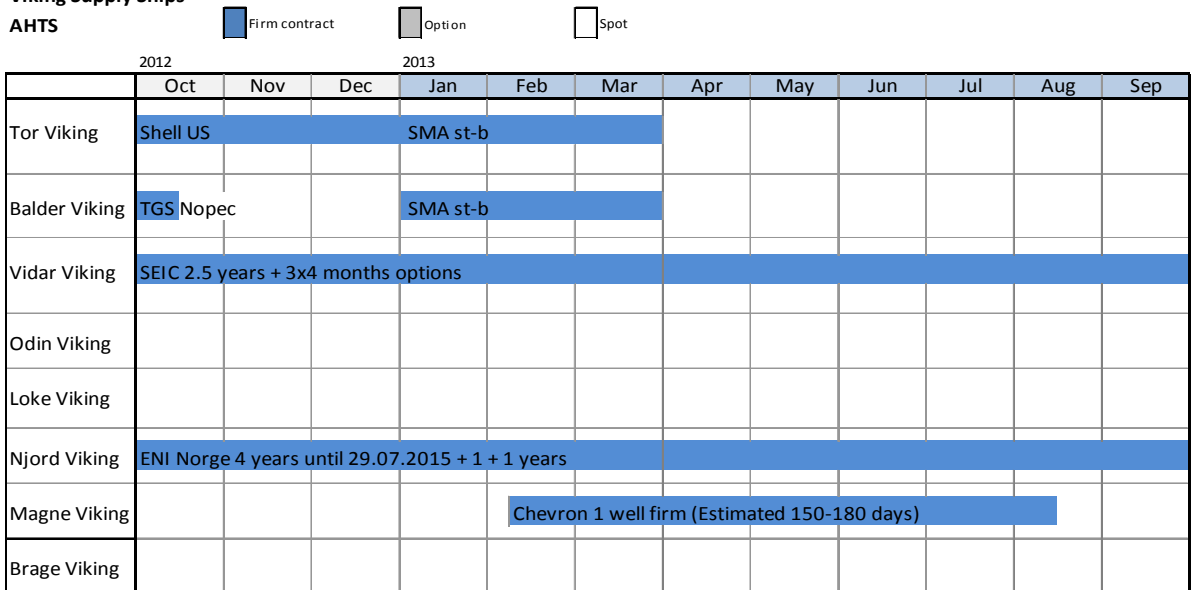 Viking Supply Ships
AHTS Firm contract Option Spot
2012 2013
Oct Nov Dec Jan Feb Mar Apr May Jun Jul Aug Sep
Tor Viking Shell US SMA st-b
Balder Viking TGS Nopec SMA st-b
Vidar Viking SEIC 2.5 years + 3x4 months options
Odin Viking
Loke Viking
Njord Viking ENI Norge 4 years until 29.07.2015 + 1 + 1 years
Magne Viking Chevron 1 well firm (Estimated 150-180 days)
Brage Viking